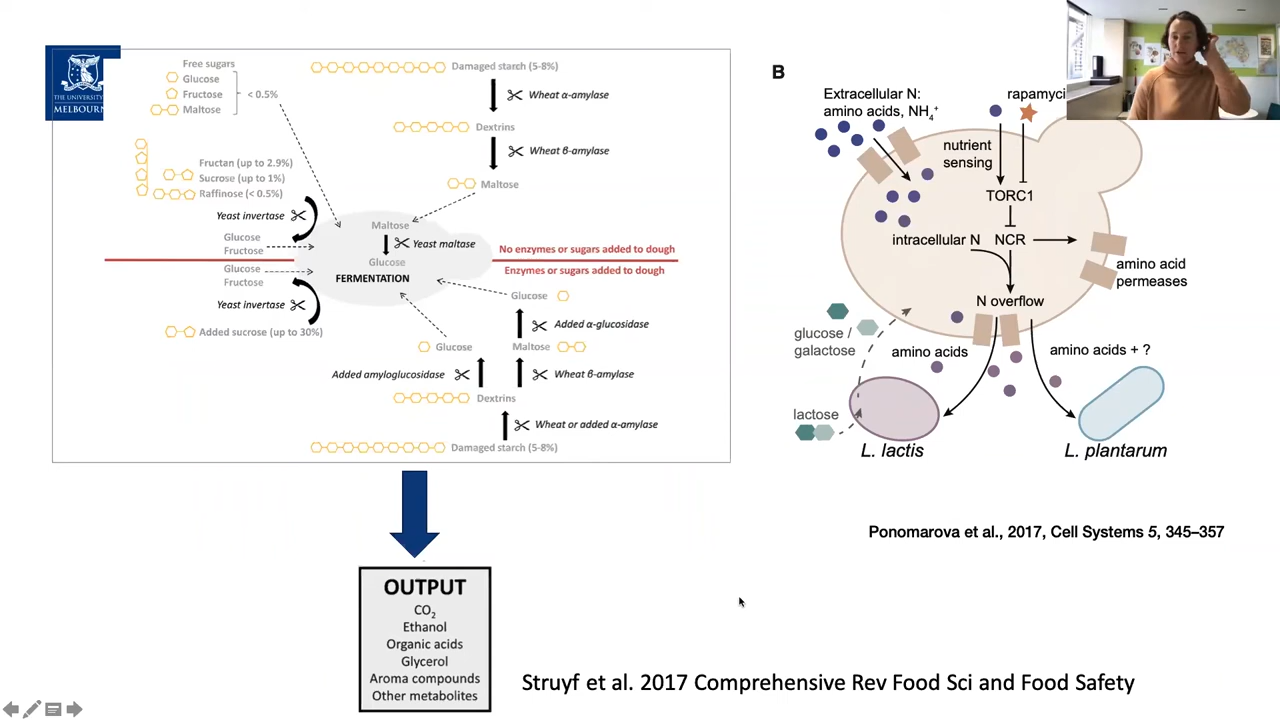 THE UNIVERSITY
MELBOURN
Free sugars
Glucose
Fructose
Maltose
< 0.5%
Damaged starch (5-8%)
Wheat α-amylase
Dextrins
Wheat β-amylase
Maltose
Fructan (up to 2.9%)
Sucrose (up to 1%)
Raffinose (< 0.5%)
Yeast invertase
Glucose
Fructose
Maltose
Yeast maltase
Glucose
FERMENTATION
No enzymes or sugars added to dough
Enzymes or sugars added to dough
Glucose
Fructose
Yeast invertase
Added sucrose (up to 30%)
Glucose
Added α-glucosidase
Glucose
Maltose
Added amyloglucosidase
Wheat β-amylase
Dextrins
Wheat or added α-amylase
Damaged starch (5-8%)
OUTPUT
CO₂
Ethanol
Organic acids
Glycerol
Aroma compounds
Other metabolites
Struyf et al. 2017 Comprehensive Rev Food Sci and Food Safety
B
Extracellular N:
amino acids, NH₄⁺
rapamyci
nutrient
sensing
TORC1
intracellular N
NCR
amino acid
permeases
N overflow
glucose /
galactose
amino acids
amino acids + ?
lactose
L. lactis
L. plantarum
Ponomarova et al., 2017, Cell Systems 5, 345–357